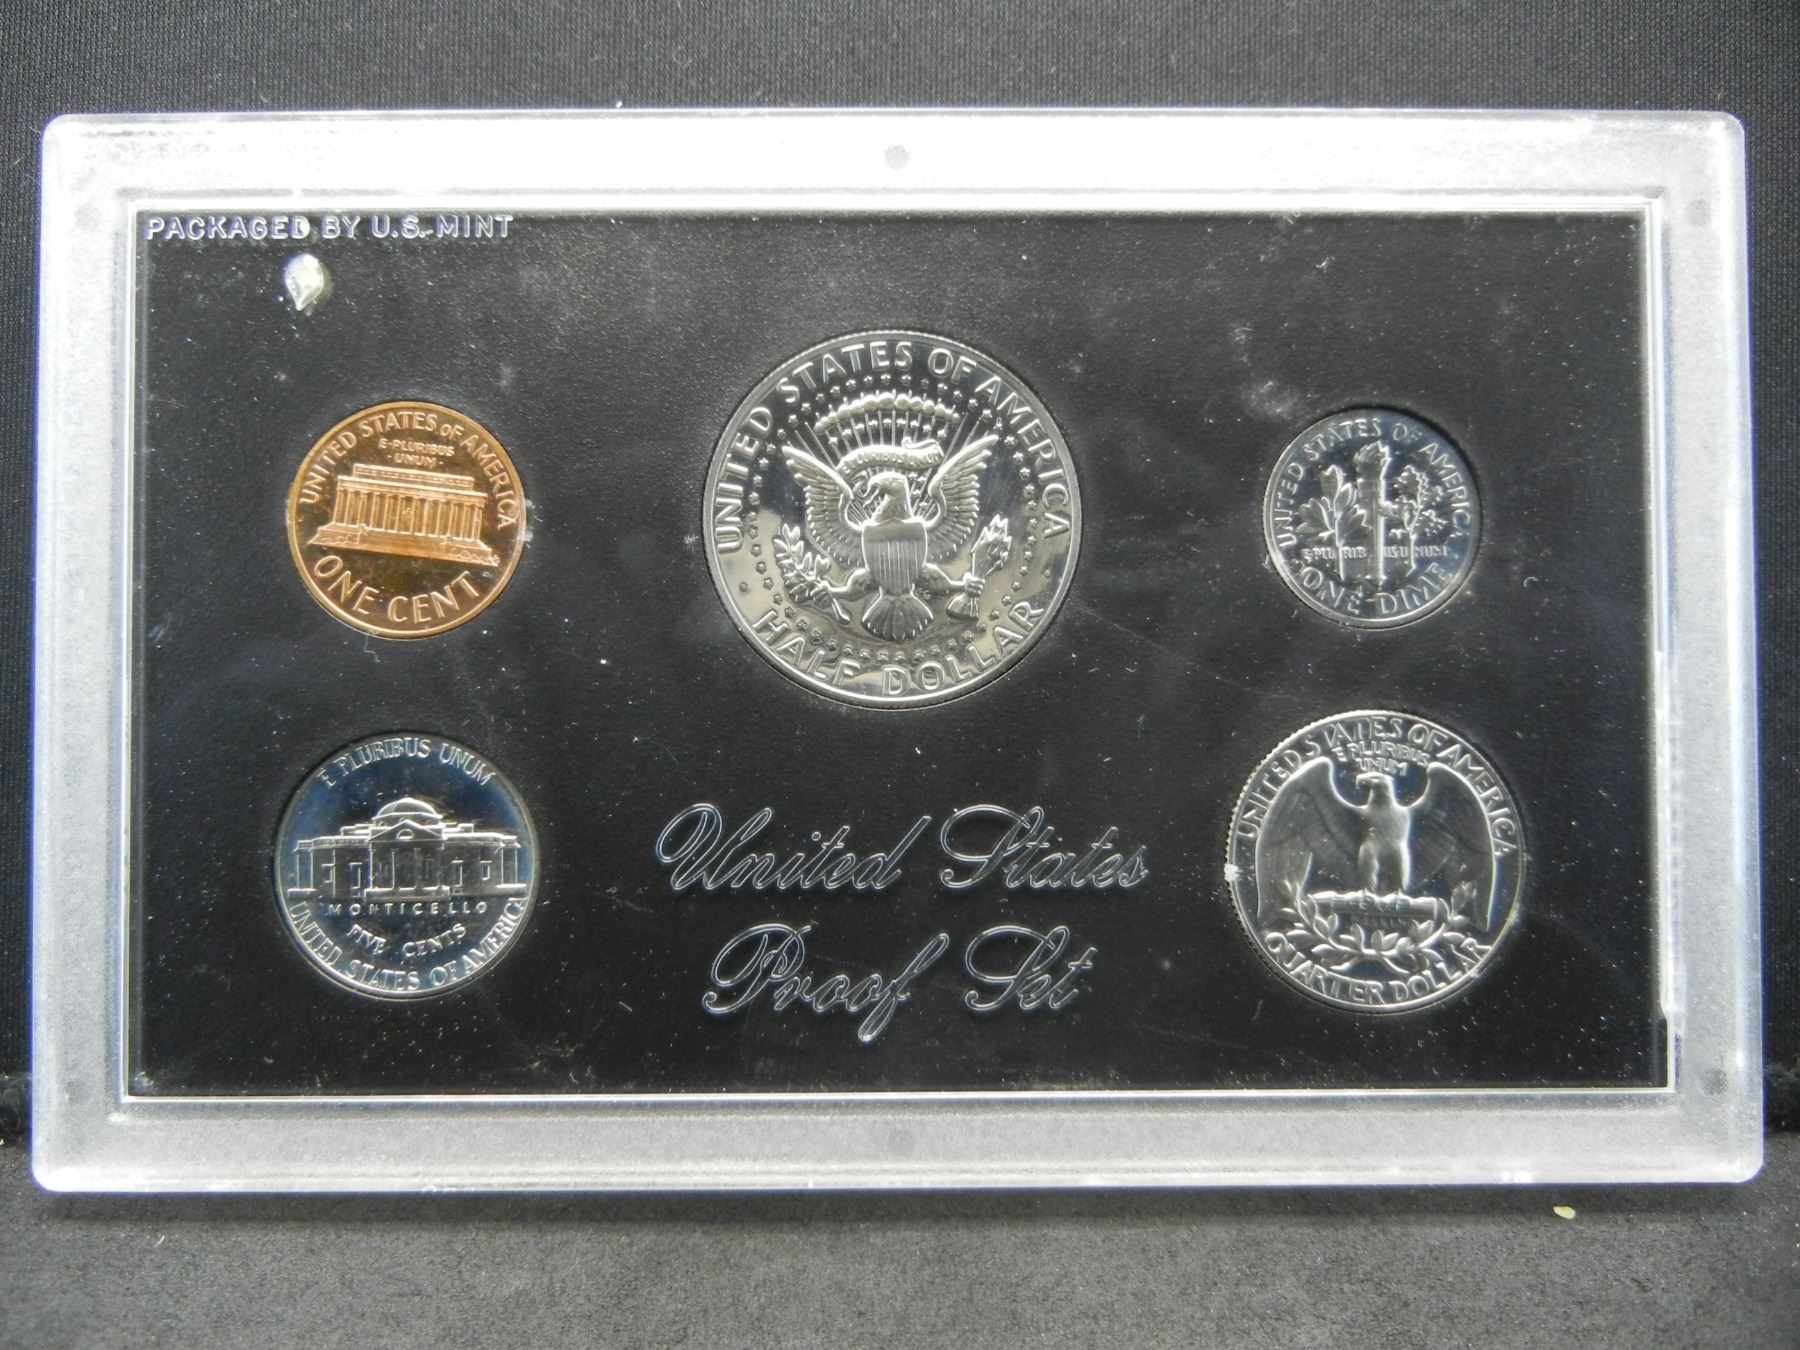 PACKAGED BY U.S. MINT
UNITED STATES OF AMERICA
E·PLURIBUS
·UNUM·
ONE CENT
UNITED STATES OF AMERICA
HALF DOLLAR
UNITED STATES OF AMERICA
E PLURIBUS UNUM
ONE DIME
E PLURIBUS UNUM
MONTICELLO
FIVE CENTS
UNITED STATES OF AMERICA
United States
Proof Set
UNITED STATES OF AMERICA
E PLURIBUS
UNUM
QUARTER DOLLAR